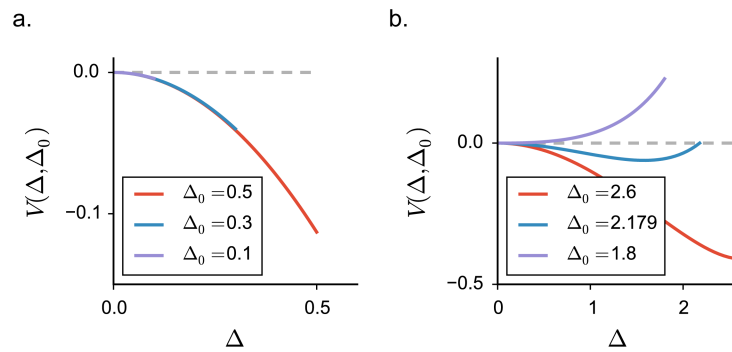 a.
0.0
−0.1
V(Δ,Δ₀)
Δ₀ = 0.5
Δ₀ = 0.3
Δ₀ = 0.1
0.0
0.5
Δ
b.
0.0
−0.5
V(Δ,Δ₀)
Δ₀ = 2.6
Δ₀ = 2.179
Δ₀ = 1.8
0
1
2
Δ